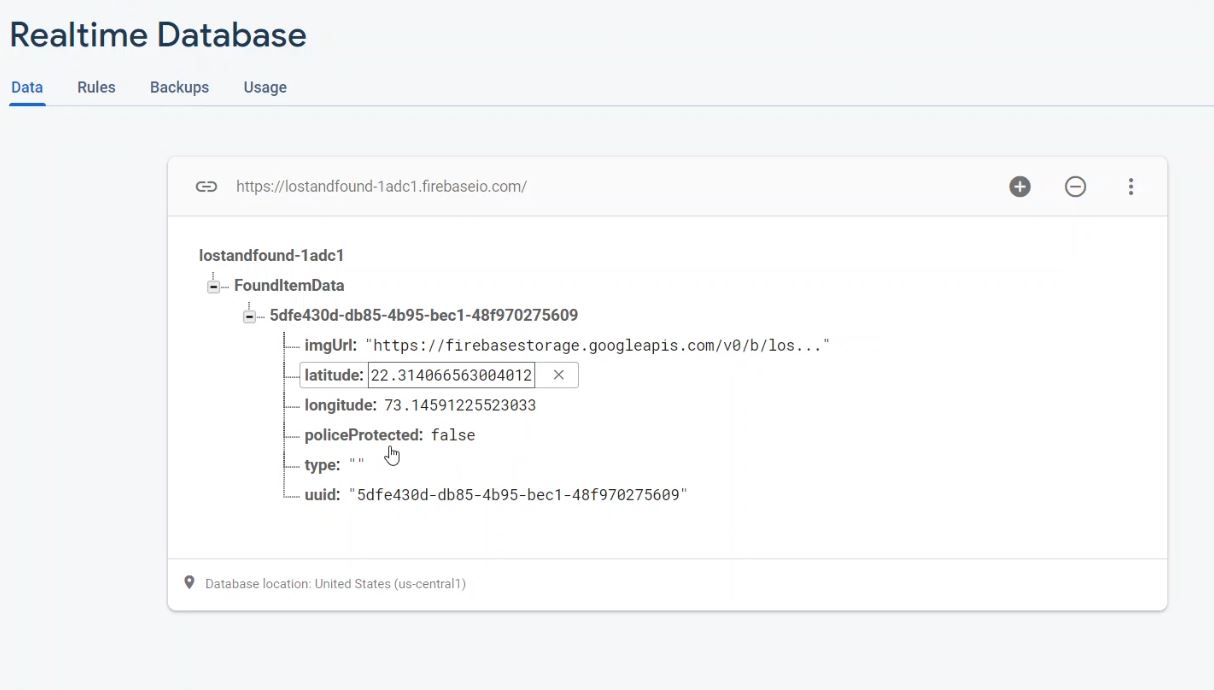 Realtime Database
Data Rules Backups Usage
https://lostandfound-1adc1.firebaseio.com/
lostandfound-1adc1
FoundItemData
5dfe430d-db85-4b95-bec1-48f970275609
imgUrl: "https://firebasestorage.googleapis.com/v0/b/los..."
latitude: 22.314066563004012
longitude: 73.14591225523033
policeProtected: false
type: ""
uuid: "5dfe430d-db85-4b95-bec1-48f970275609"
Database location: United States (us-central1)